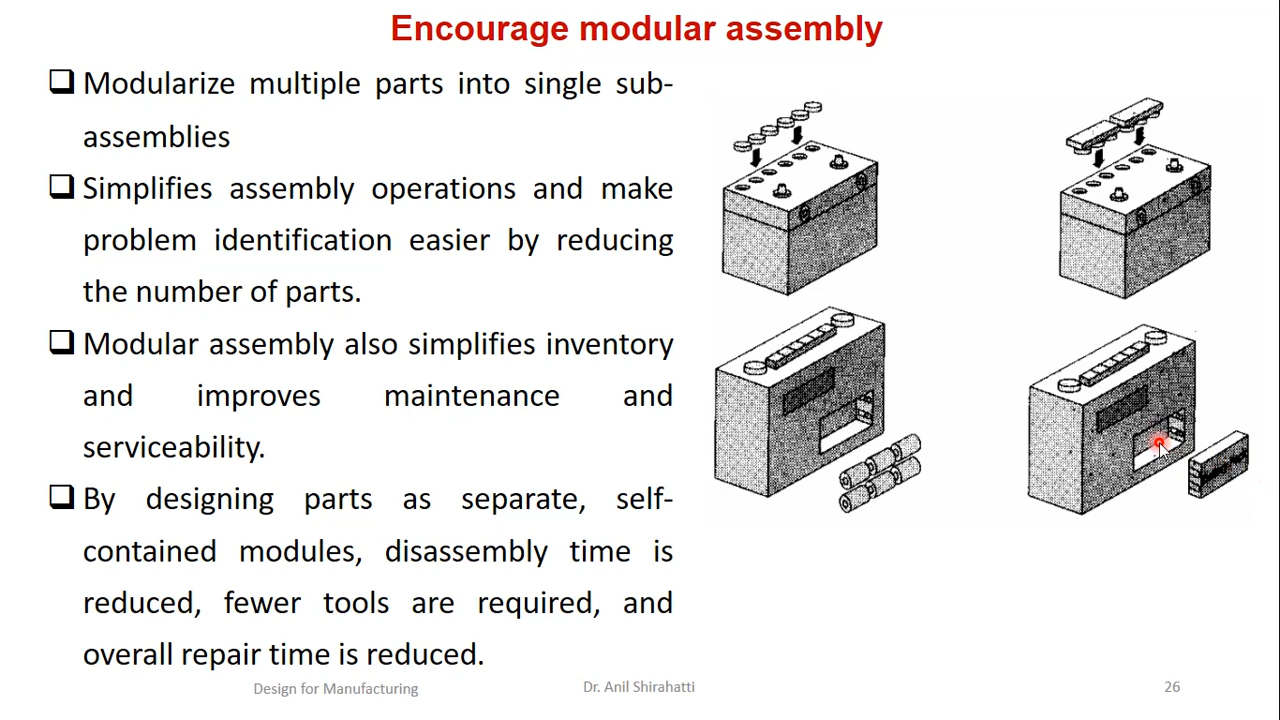 Encourage modular assembly
Modularize multiple parts into single sub-
assemblies
Simplifies assembly operations and make
problem identification easier by reducing
the number of parts.
Modular assembly also simplifies inventory
and improves maintenance and
serviceability.
By designing parts as separate, self-
contained modules, disassembly time is
reduced, fewer tools are required, and
overall repair time is reduced.
Design for Manufacturing
Dr. Anil Shirahatti
26